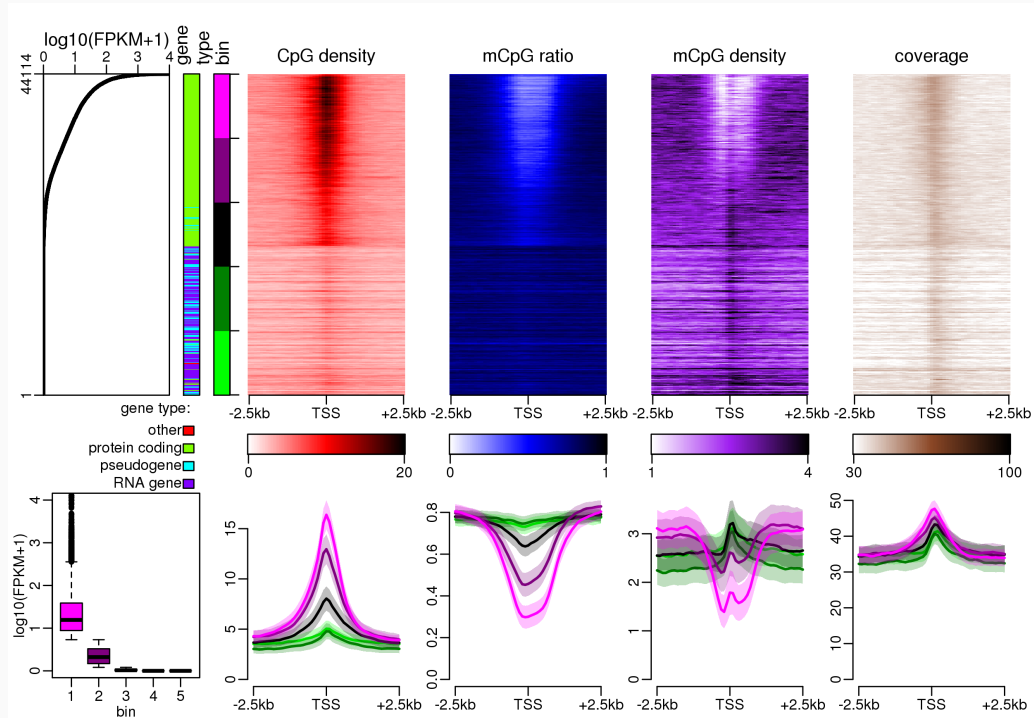 log10(FPKM+1)
0 1 2 3 4
gene type
bin
44114
1
CpG density
mCpG ratio
mCpG density
coverage
-2.5kb TSS +2.5kb
-2.5kb TSS +2.5kb
-2.5kb TSS +2.5kb
-2.5kb TSS +2.5kb
gene type:
other
protein coding
pseudogene
RNA gene
0 20
0 1
1 4
30 100
log10(FPKM+1)
4
3
2
1
0
1 2 3 4 5
bin
15
10
5
0
-2.5kb TSS +2.5kb
0.8
0.6
0.4
0.2
0.0
-2.5kb TSS +2.5kb
3
2
1
0
-2.5kb TSS +2.5kb
50
40
30
20
10
0
-2.5kb TSS +2.5kb